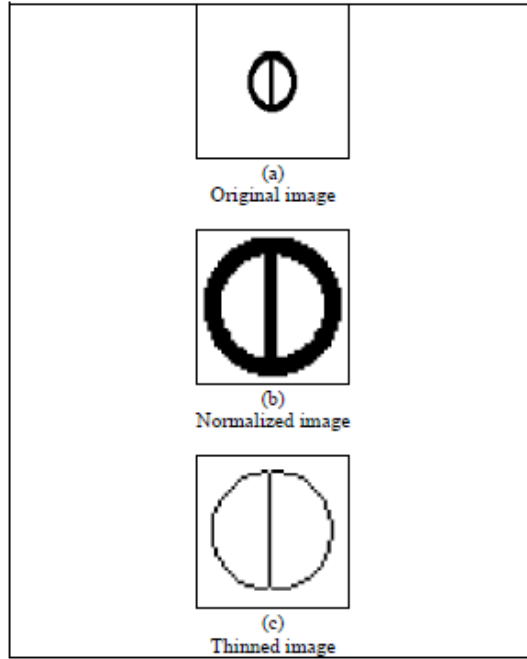 (a)
Original image
(b)
Normalized image
(c)
Thinned image